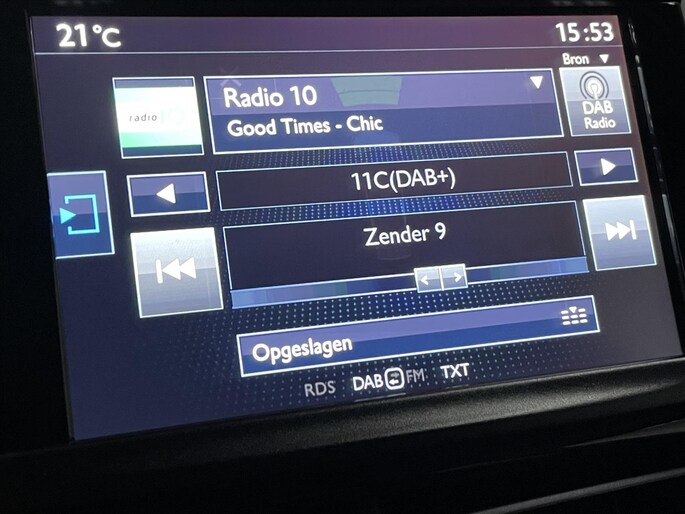 21°C
15:53
Bron
radio 10
Radio 10
Good Times - Chic
DAB
Radio
11C(DAB+)
Zender 9
Opgeslagen
RDS DAB FM TXT